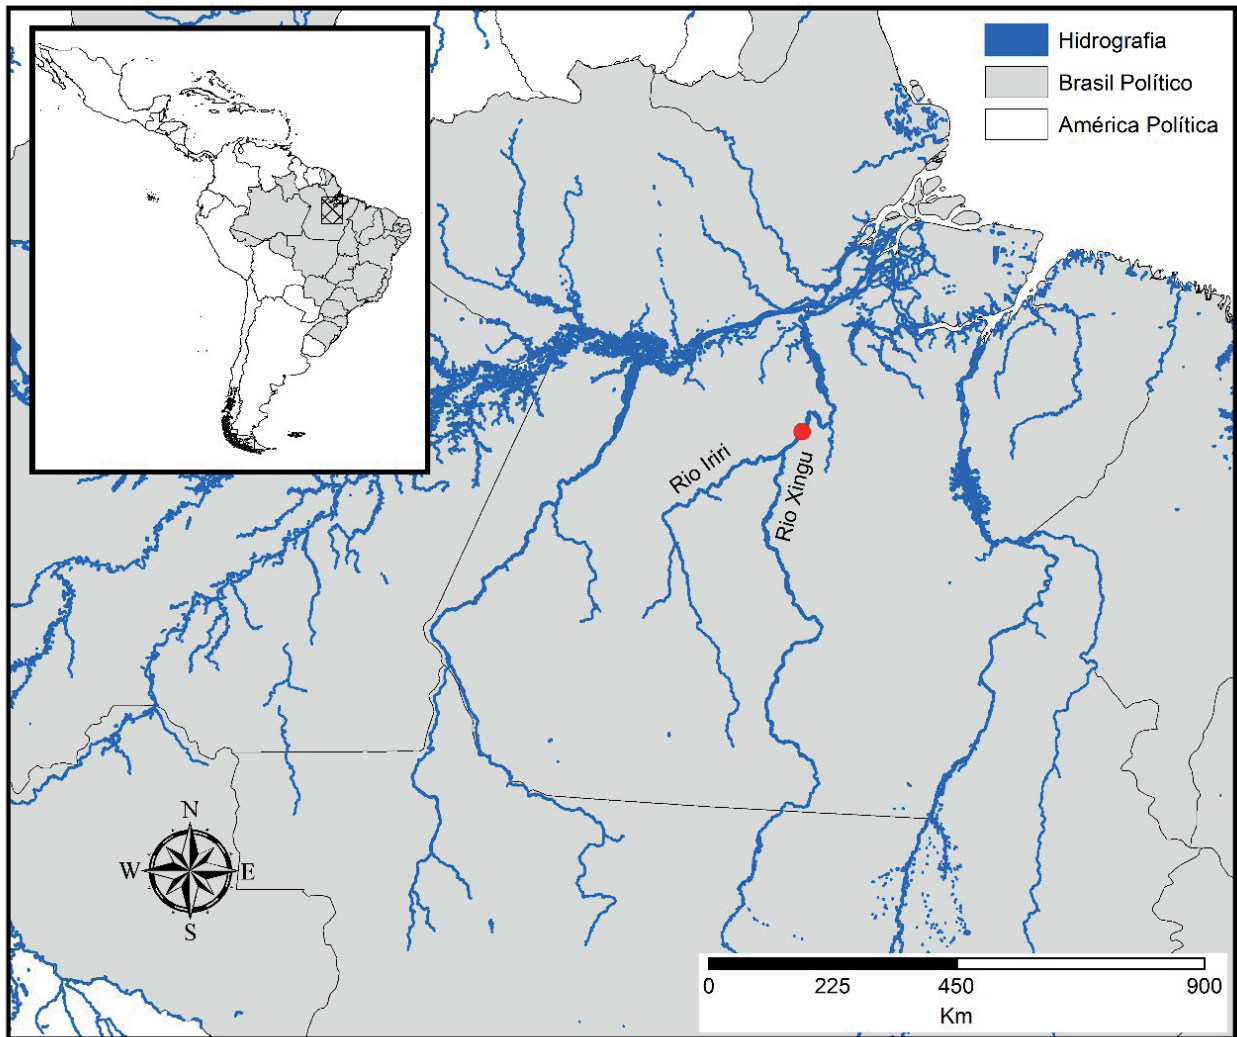 Hidrografia
Brasil Político
América Política
Rio Iriri
Rio Xingu
N
W E
S
0 225 450 900
Km